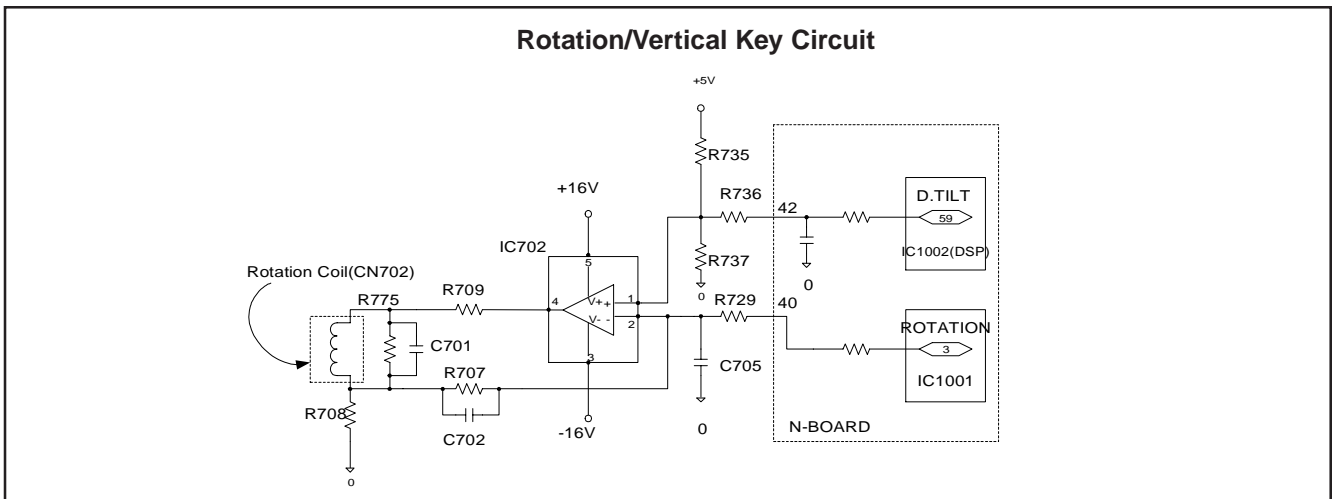 Rotation/Vertical Key Circuit
+5V
R735
R736
42
D.TILT
59
IC1002(DSP)
+16V
IC702
5
R737
0
0
Rotation Coil(CN702)
R775
R709
4
V+
+
1
V-
-
2
R729
40
ROTATION
3
IC1001
C701
3
C705
R707
R708
C702
-16V
0
N-BOARD
0